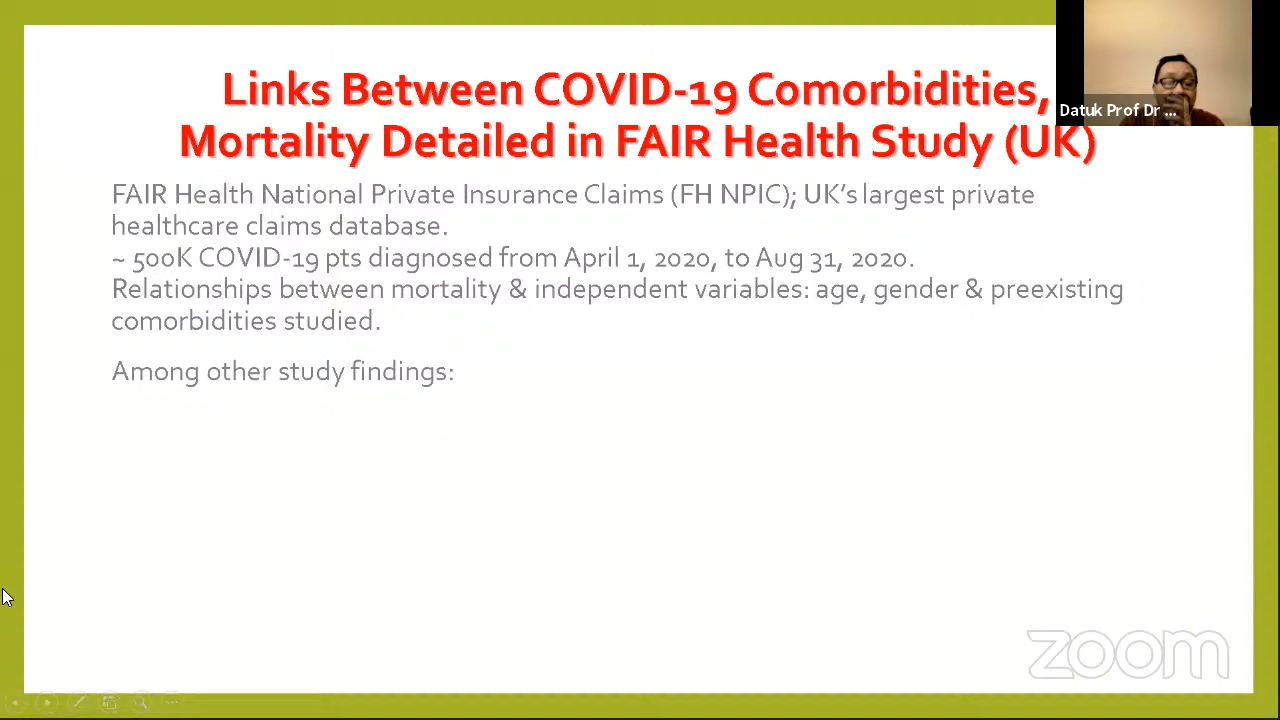 Links Between COVID-19 Comorbidities,
Mortality Detailed in FAIR Health Study (UK)
Datuk Prof Dr ...
FAIR Health National Private Insurance Claims (FH NPIC); UK’s largest private
healthcare claims database.
~ 500K COVID-19 pts diagnosed from April 1, 2020, to Aug 31, 2020.
Relationships between mortality & independent variables: age, gender & preexisting
comorbidities studied.
Among other study findings:
zoom